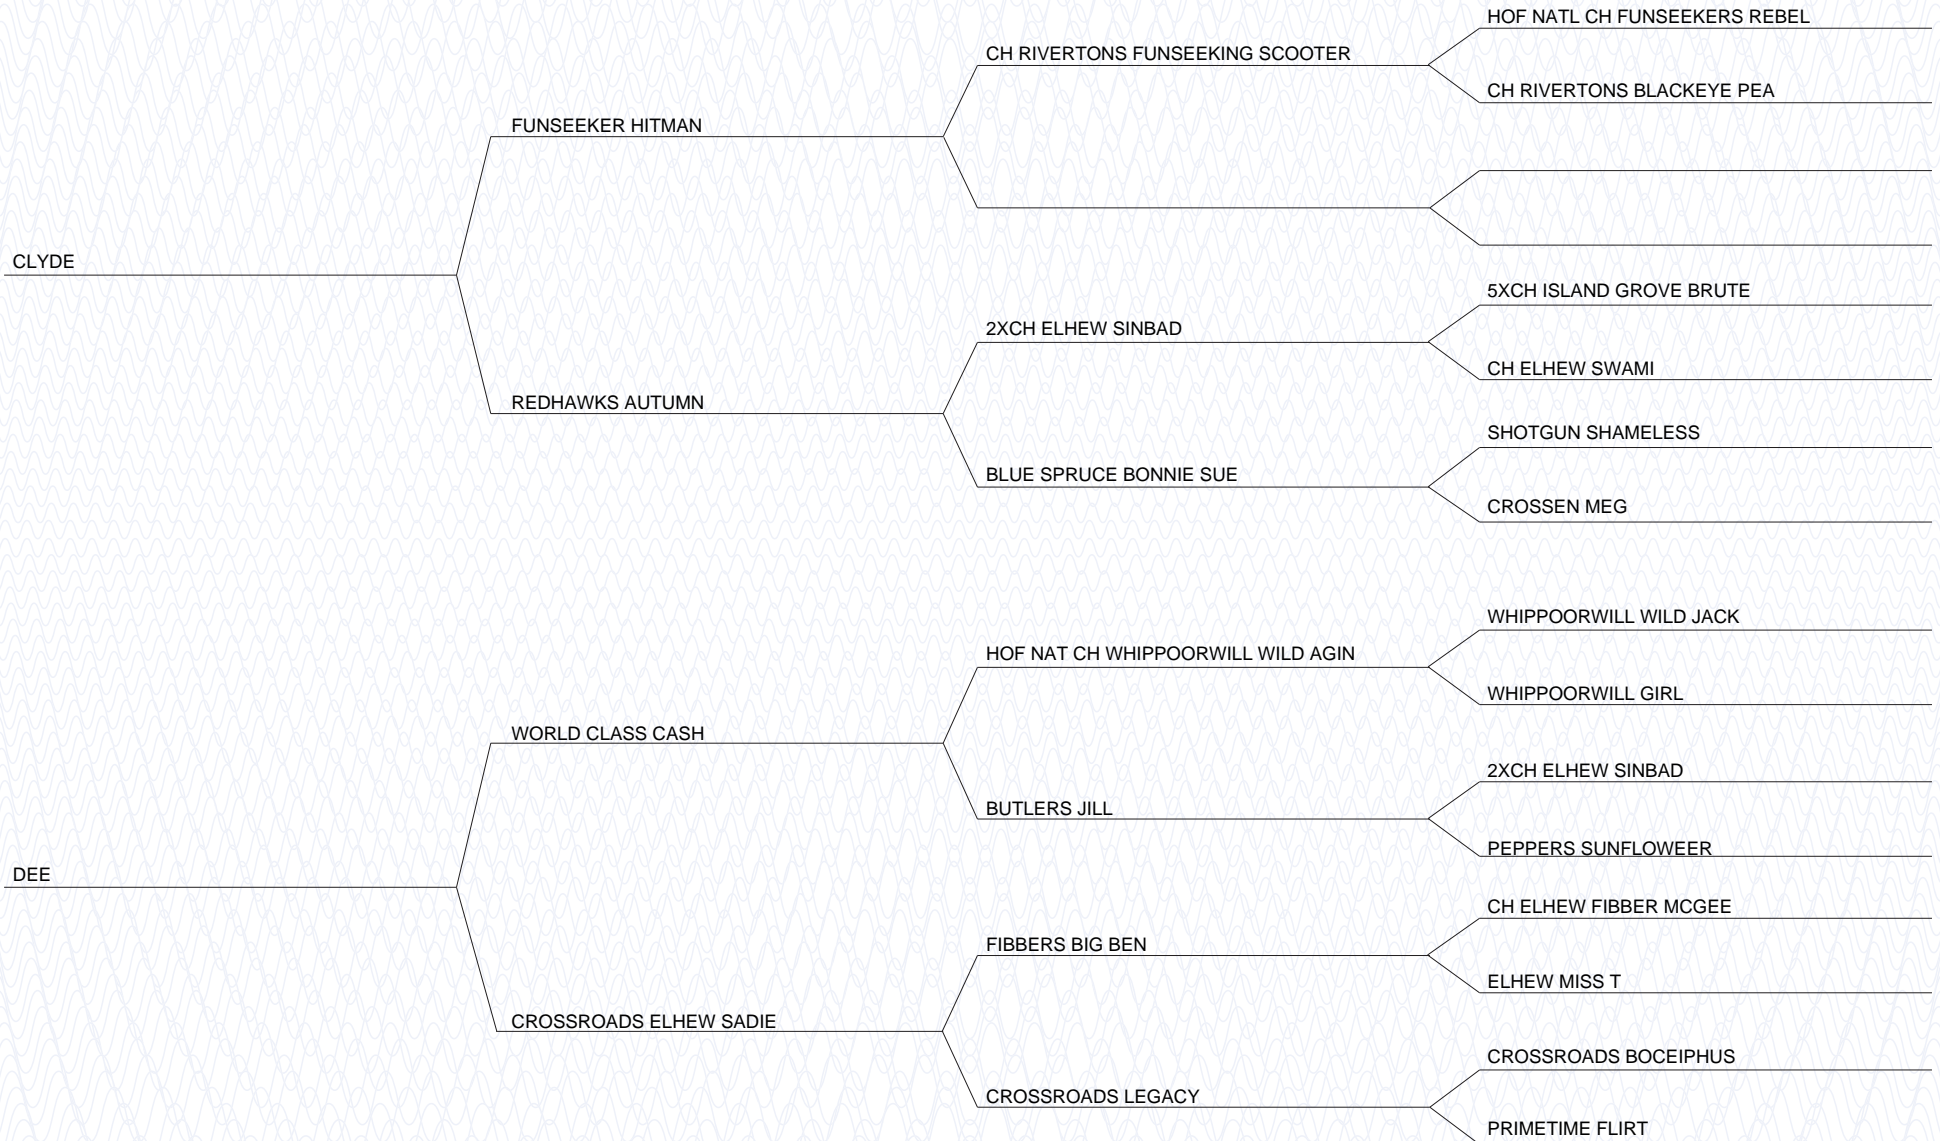 HOF NATL CH FUNSEEKERS REBEL
CH RIVERTONS FUNSEEKING SCOOTER
CH RIVERTONS BLACKEYE PEA
FUNSEEKER HITMAN
CLYDE
5XCH ISLAND GROVE BRUTE
2XCH ELHEW SINBAD
CH ELHEW SWAMI
REDHAWKS AUTUMN
SHOTGUN SHAMELESS
BLUE SPRUCE BONNIE SUE
CROSSEN MEG
WHIPPOORWILL WILD JACK
HOF NAT CH WHIPPOORWILL WILD AGIN
WHIPPOORWILL GIRL
WORLD CLASS CASH
2XCH ELHEW SINBAD
BUTLERS JILL
PEPPERS SUNFLOWEER
DEE
CH ELHEW FIBBER MCGEE
FIBBERS BIG BEN
ELHEW MISS T
CROSSROADS ELHEW SADIE
CROSSROADS BOCEIPHUS
CROSSROADS LEGACY
PRIMETIME FLIRT